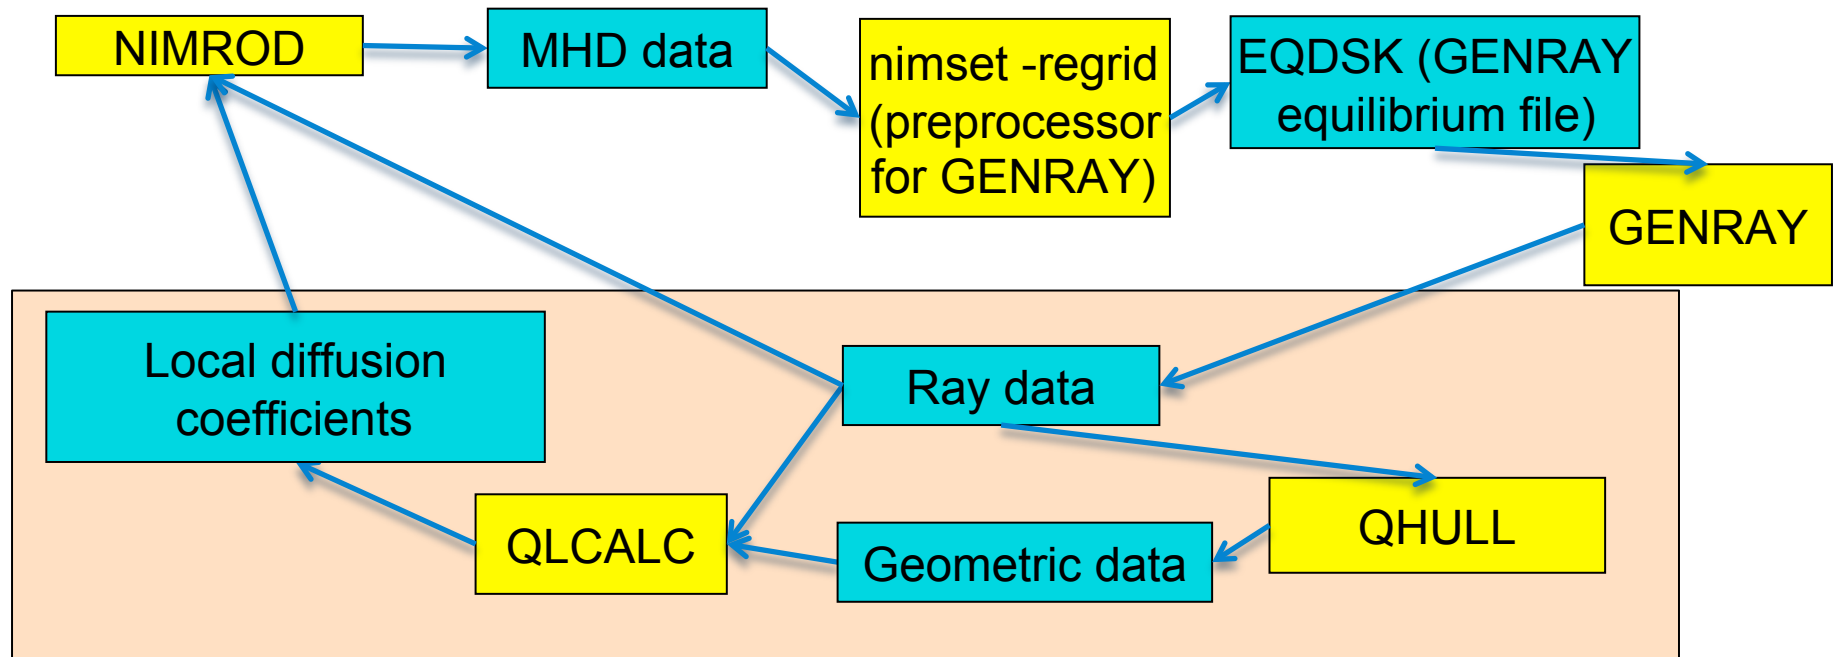 NIMROD
MHD data
nimset -regrid
(preprocessor
for GENRAY)
EQDSK (GENRAY
equilibrium file)
GENRAY
Local diffusion
coefficients
Ray data
QLCALC
Geometric data
QHULL